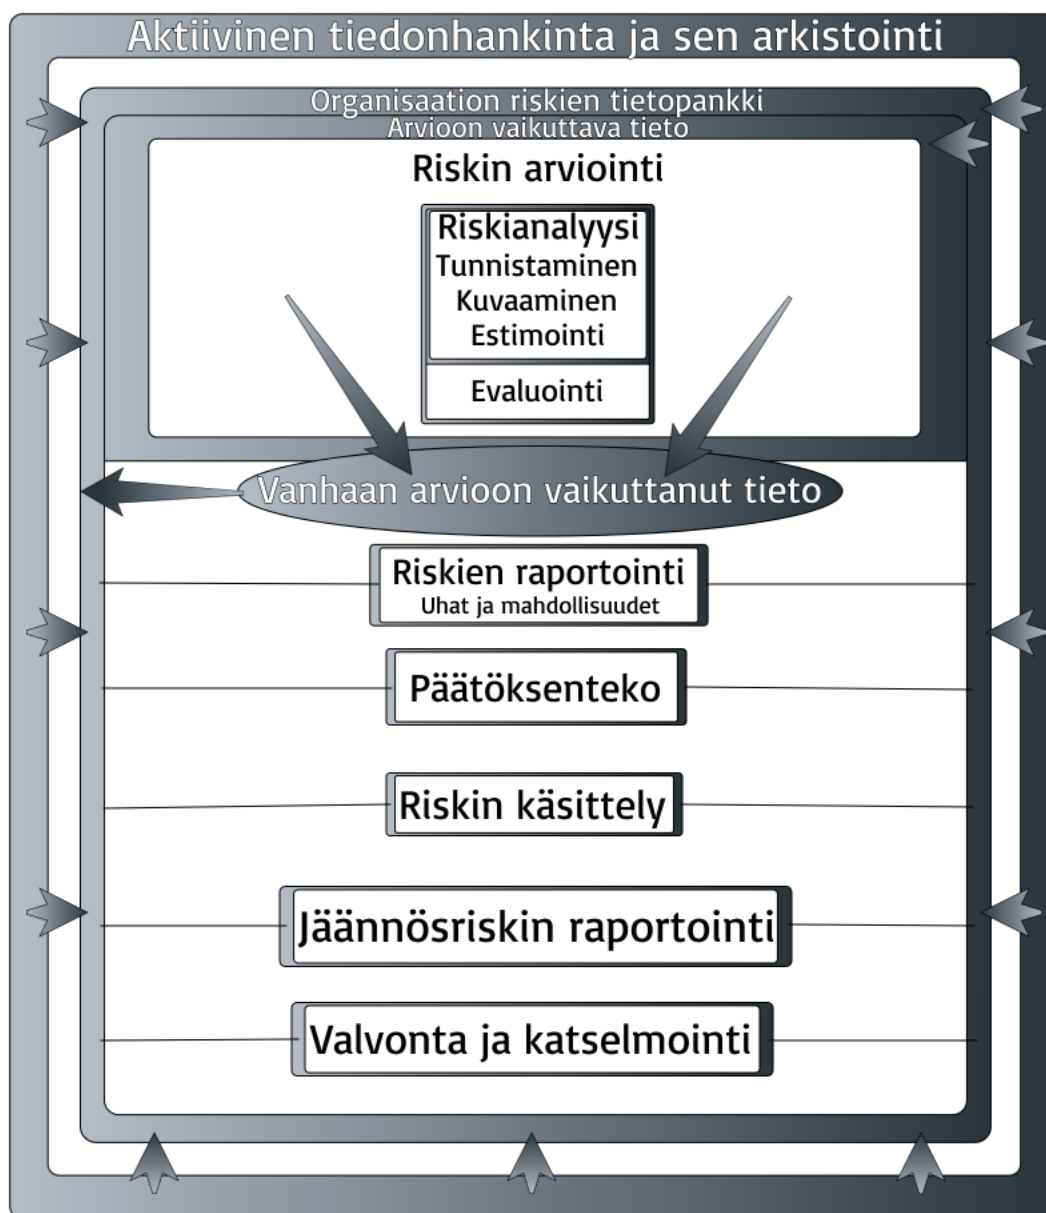 Aktiivinen tiedonhankinta ja sen arkistointi
Organisaation riskien tietopankki
Arvioon vaikuttava tieto
Riskin arviointi
Riskianalyysi
Tunnistaminen
Kuvaaminen
Estimointi
Evaluointi
Vanhaan arvioon vaikuttanut tieto
Riskien raportointi
Uhat ja mahdollisuudet
Päätöksenteko
Riskin käsittely
Jäännösriskin raportointi
Valvonta ja katselmointi